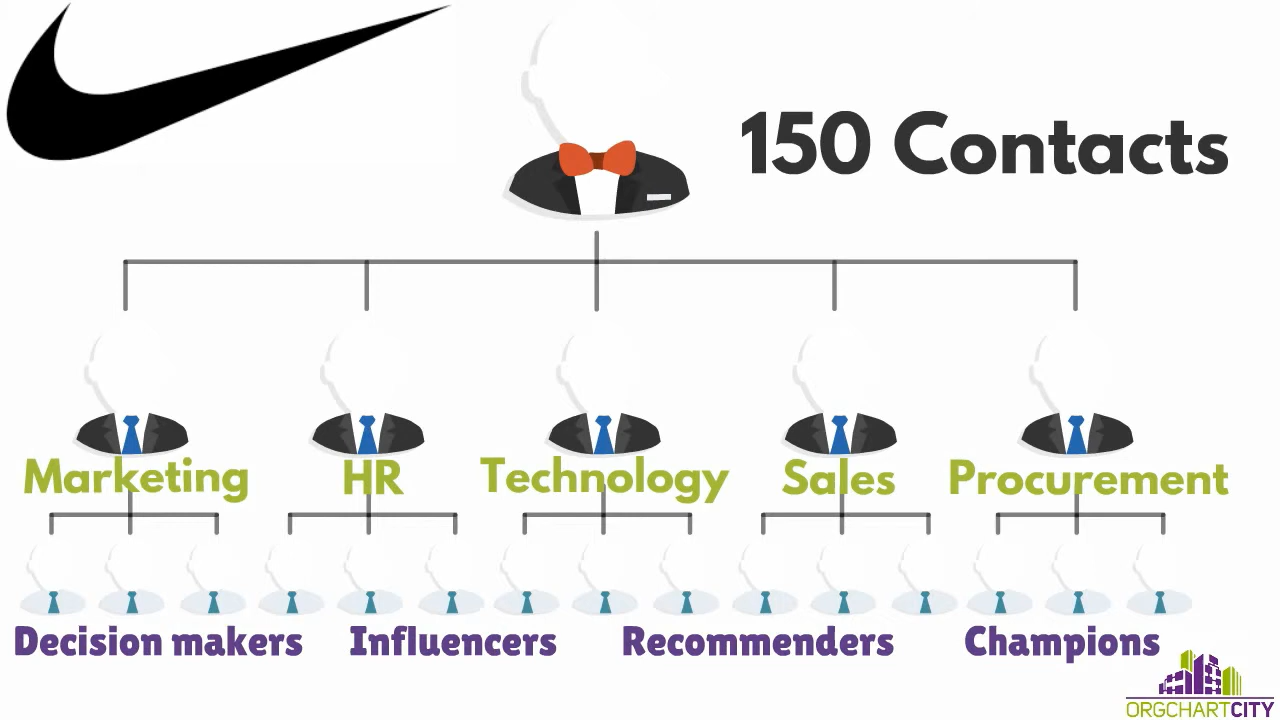 150 Contacts
Marketing
HR
Technology
Sales
Procurement
Decision makers
Influencers
Recommenders
Champions
ORGCHARTCITY